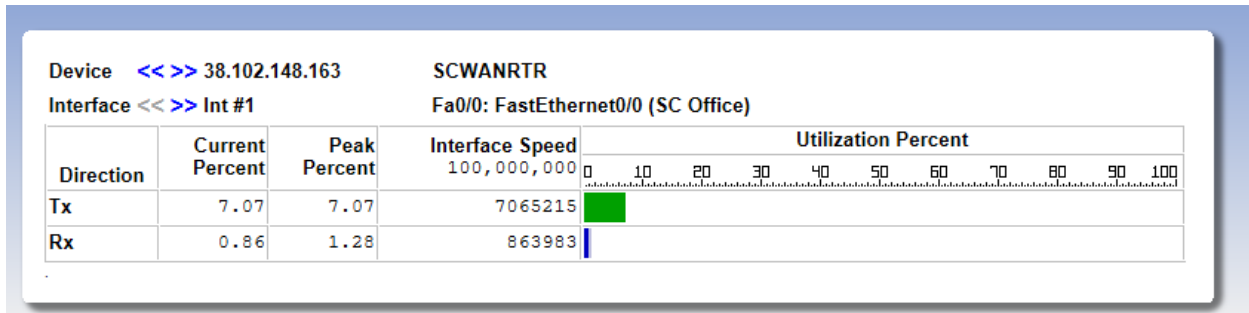 Device << >> 38.102.148.163 SCWANRTR
Interface << >> Int #1 Fa0/0: FastEthernet0/0 (SC Office)
Direction Current Percent Peak Percent Interface Speed 100,000,000 Utilization Percent
0 10 20 30 40 50 60 70 80 90 100
Tx 7.07 7.07 7065215
Rx 0.86 1.28 863983
.